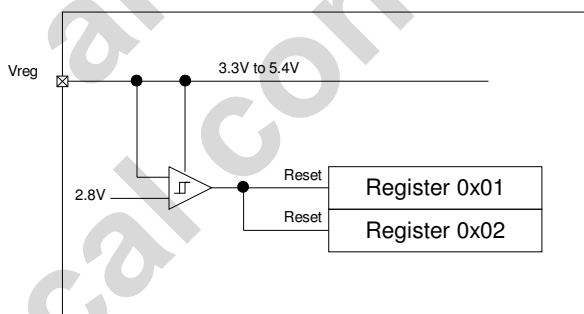 Vreg
3.3V to 5.4V
2.8V
Reset
Register 0x01
Reset
Register 0x02